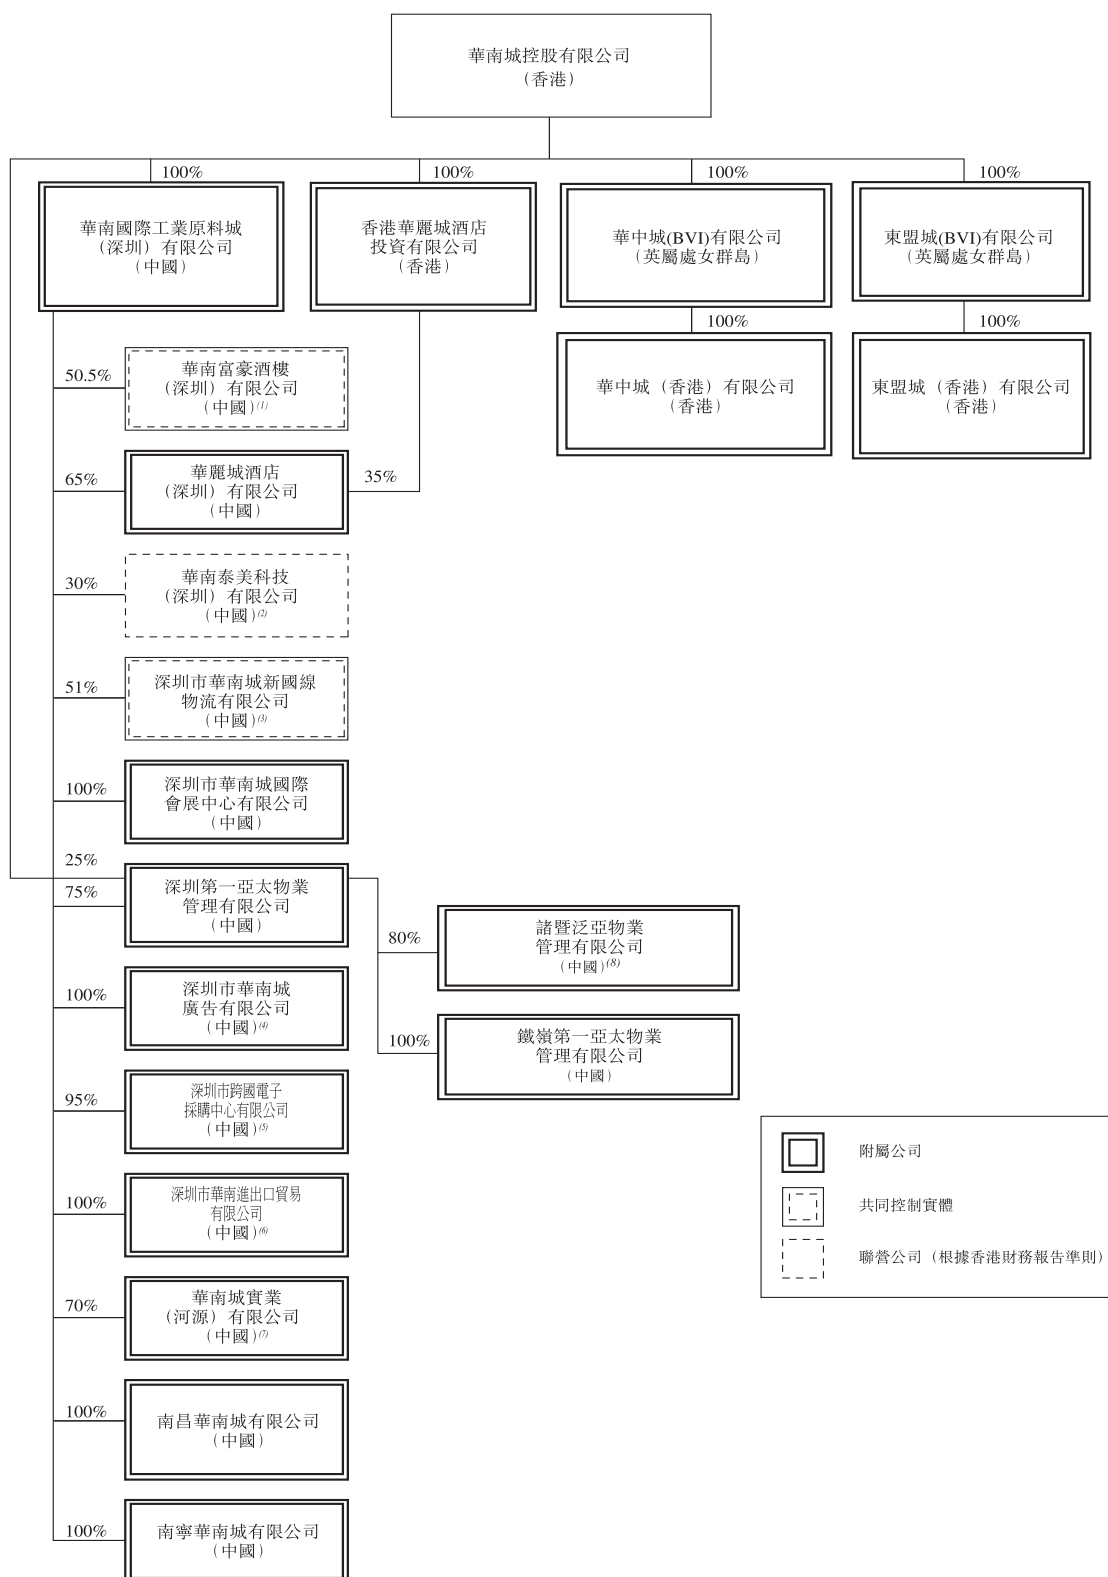 華南城控股有限公司
（香港）
100%
100%
100%
100%
華南國際工業原料城
（深圳）有限公司
（中國）
香港華麗城酒店
投資有限公司
（香港）
華中城(BVI)有限公司
（英屬處女群島）
東盟城(BVI)有限公司
（英屬處女群島）
100%
100%
華中城（香港）有限公司
（香港）
東盟城（香港）有限公司
（香港）
50.5%
華南富豪酒樓
（深圳）有限公司
（中國）(1)
65%
華麗城酒店
（深圳）有限公司
（中國）
35%
30%
華南泰美科技
（深圳）有限公司
（中國）(2)
51%
深圳市華南城新國線
物流有限公司
（中國）(3)
100%
深圳市華南城國際
會展中心有限公司
（中國）
25%
75%
深圳第一亞太物業
管理有限公司
（中國）
80%
諸暨泛亞物業
管理有限公司
（中國）(8)
100%
深圳市華南城
廣告有限公司
（中國）(4)
100%
鐵嶺第一亞太物業
管理有限公司
（中國）
95%
深圳市跨國電子
採購中心有限公司
（中國）(5)
100%
深圳市華南進出口貿易
有限公司
（中國）(6)
70%
華南城實業
（河源）有限公司
（中國）(7)
100%
南昌華南城有限公司
（中國）
100%
南寧華南城有限公司
（中國）
附屬公司
共同控制實體
聯營公司（根據香港財務報告準則）